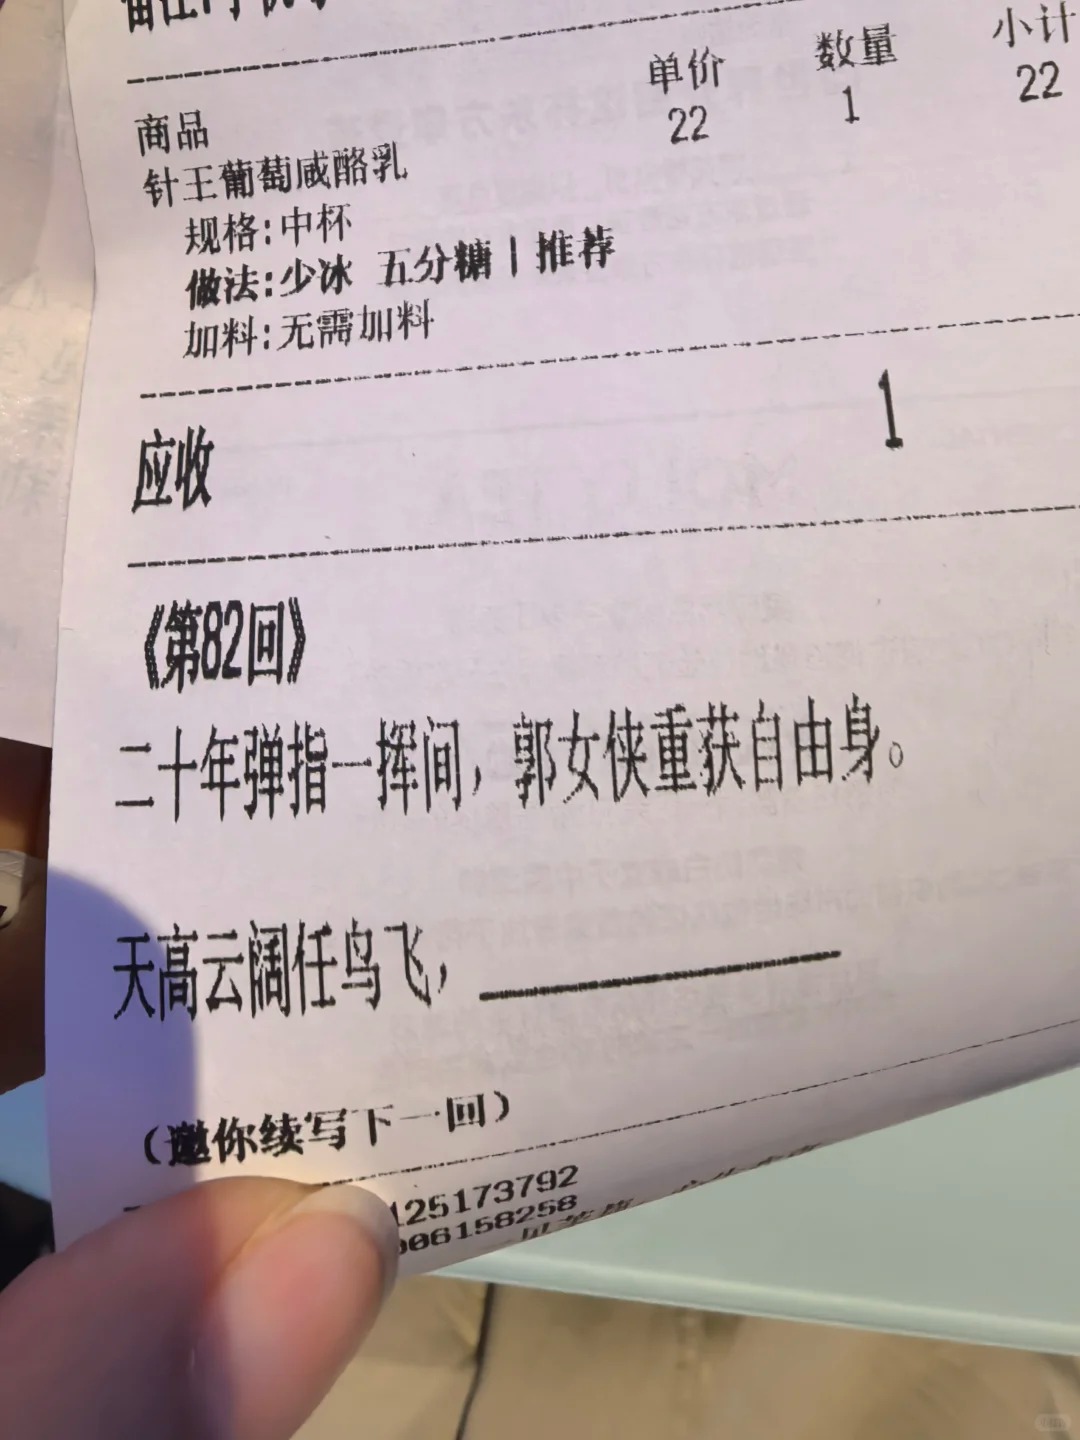 商品 单价 数量 小计
针王葡萄咸酪乳 22 1 22
规格:中杯
做法:少冰 五分糖|推荐
加料:无需加料
应收 1
《第82回》
二十年弹指一挥间，郭女侠重获自由身。
天高云阔任鸟飞，
（邀你续写下一回）
125173792
006158258